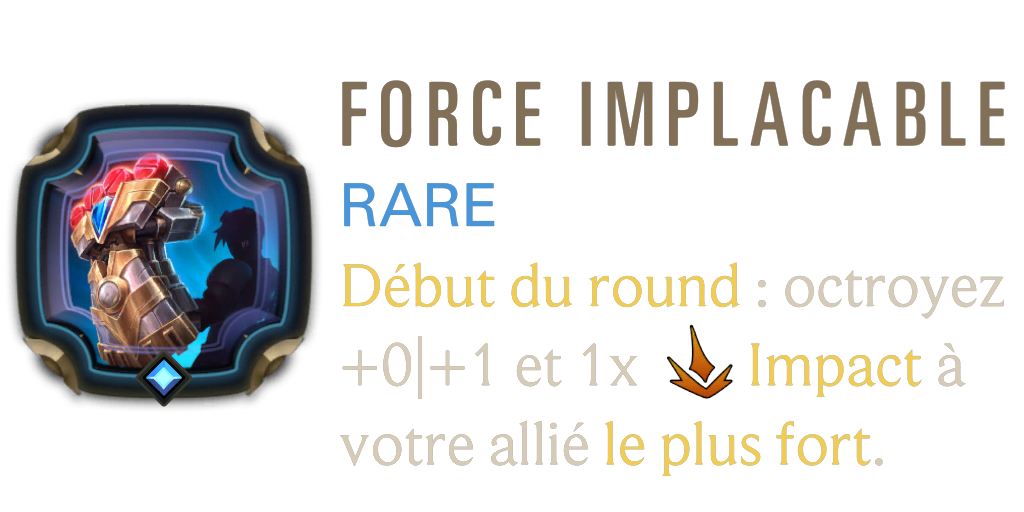 FORCE IMPLACABLE
RARE
Début du round : octroyez
+0|+1 et 1x Impact à
votre allié le plus fort.